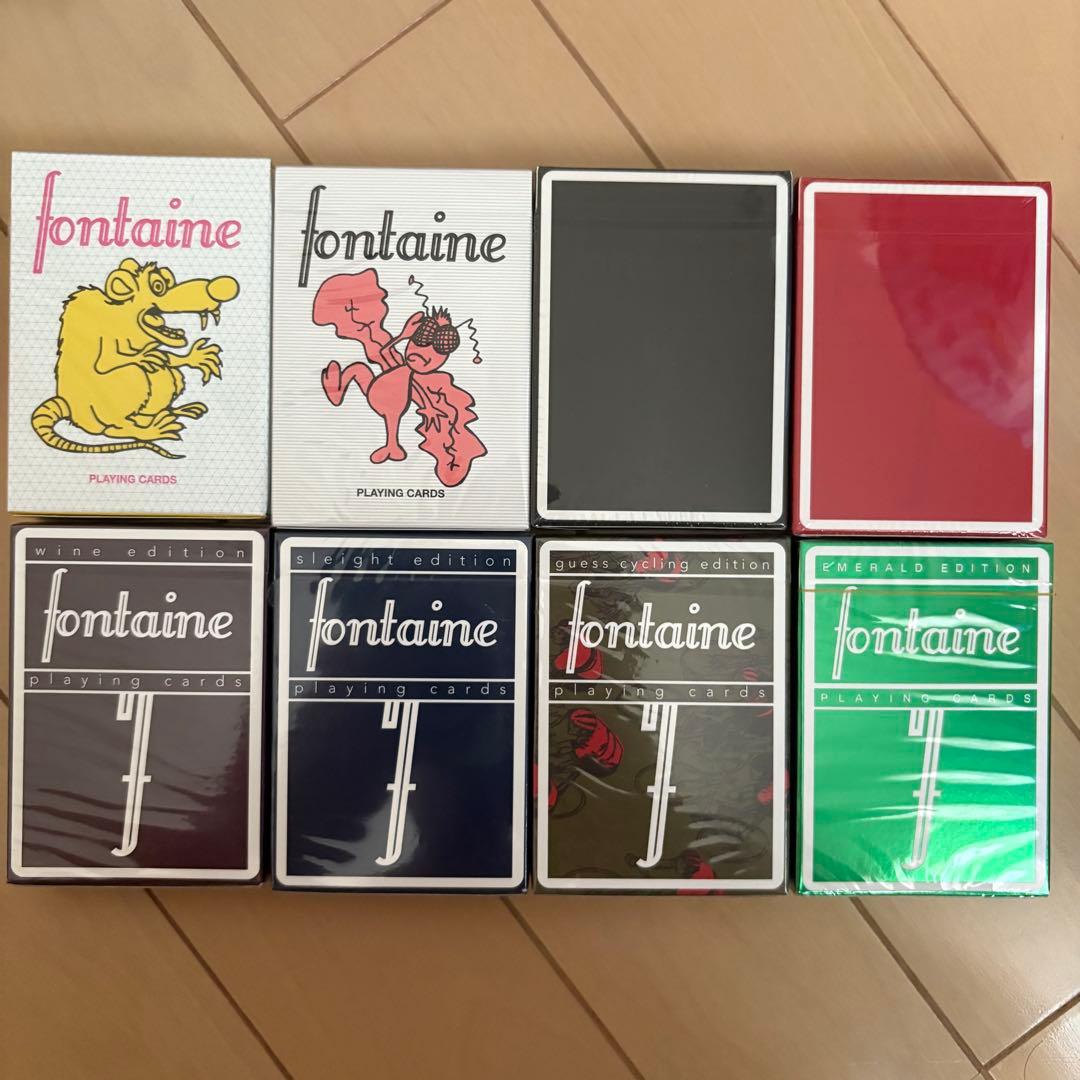 fontaine
PLAYING CARDS
fontaine
PLAYING CARDS
wine edition
fontaine
playing cards
f
sleight edition
fontaine
playing cards
f
guess cycling edition
fontaine
playing cards
f
EMERALD EDITION
fontaine
PLAYING CARDS
f